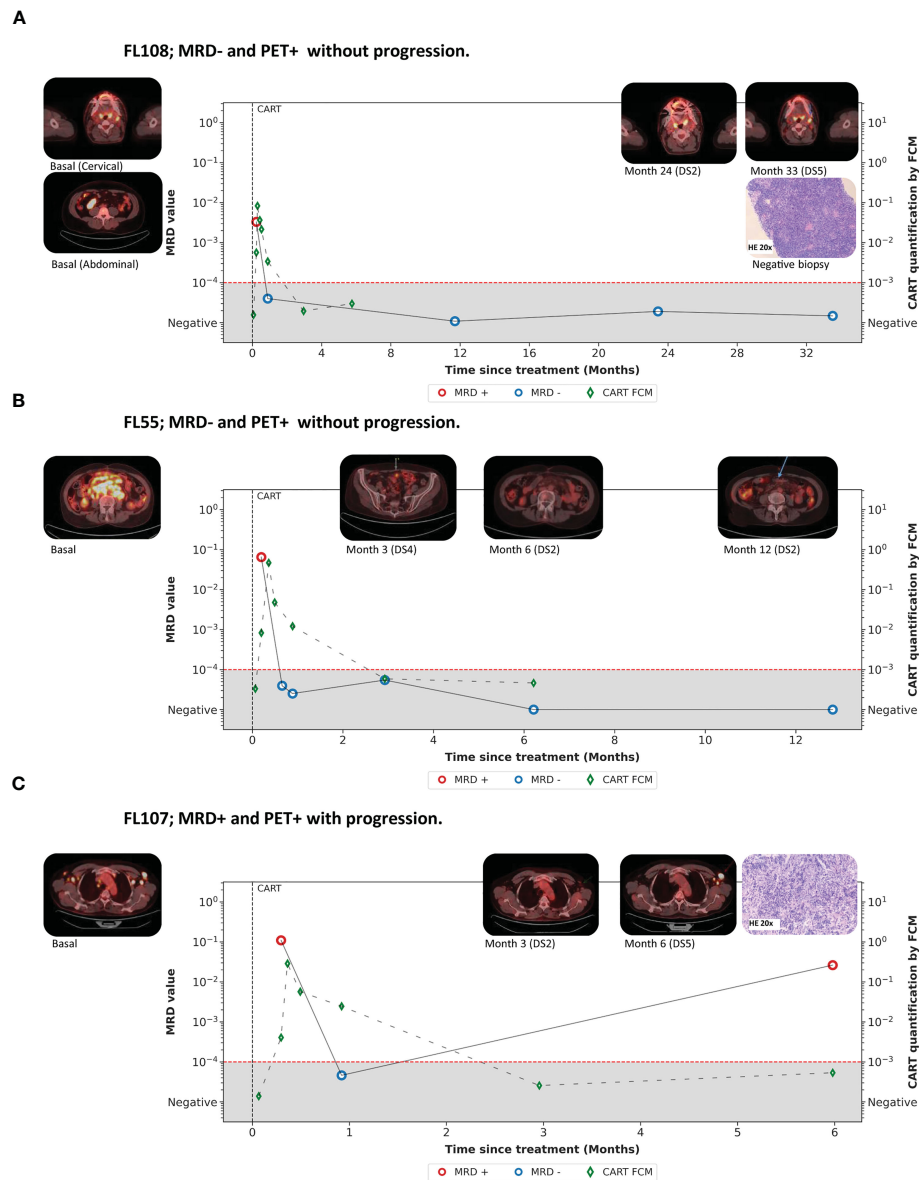 A
FL108; MRD- and PET+ without progression.
Basal (Cervical)
Basal (Abdominal)
CART
Month 24 (DS2)
Month 33 (DS5)
HE 20x
Negative biopsy
MRD value
10⁰
10⁻¹
10⁻²
10⁻³
10⁻⁴
Negative
CART quantification by FCM
10¹
10⁰
10⁻¹
10⁻²
10⁻³
Negative
0 4 8 12 16 20 24 28 32
Time since treatment (Months)
MRD + MRD - CART FCM
B
FL55; MRD- and PET+ without progression.
Basal
CART
Month 3 (DS4)
Month 6 (DS2)
Month 12 (DS2)
MRD value
10⁰
10⁻¹
10⁻²
10⁻³
10⁻⁴
Negative
CART quantification by FCM
10¹
10⁰
10⁻¹
10⁻²
10⁻³
Negative
0 2 4 6 8 10 12
Time since treatment (Months)
MRD + MRD - CART FCM
C
FL107; MRD+ and PET+ with progression.
Basal
CART
Month 3 (DS2)
Month 6 (DS5)
HE 20x
MRD value
10⁰
10⁻¹
10⁻²
10⁻³
10⁻⁴
Negative
CART quantification by FCM
10¹
10⁰
10⁻¹
10⁻²
10⁻³
Negative
0 1 2 3 4 5 6
Time since treatment (Months)
MRD + MRD - CART FCM